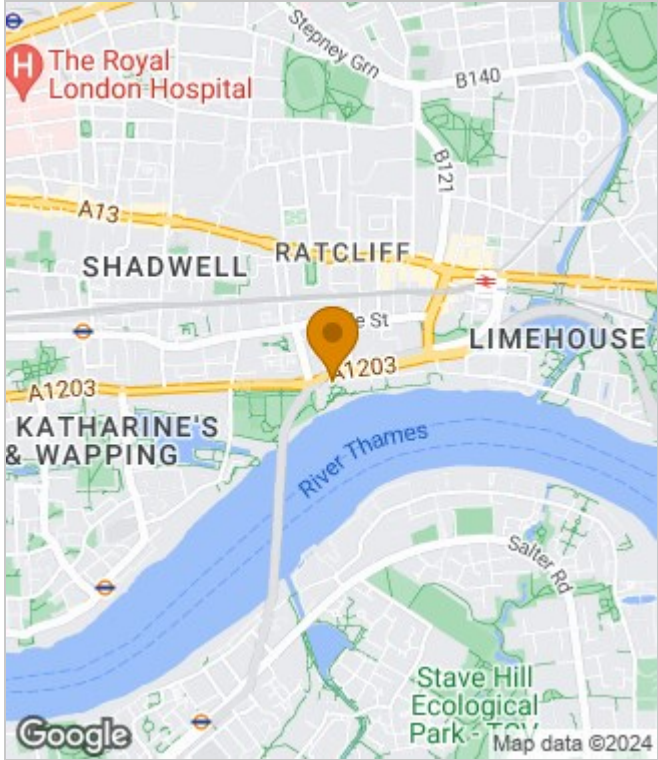 Stepney Grn
B140
H
The Royal
London Hospital
B121
A13
RATCLIFF
SHADWELL
St
LIMEHOUSE
A1203
A1203
KATHARINE'S
& WAPPING
River Thames
Salter Rd
Stave Hill
Ecological
Park - TCV
Google
Map data ©2024